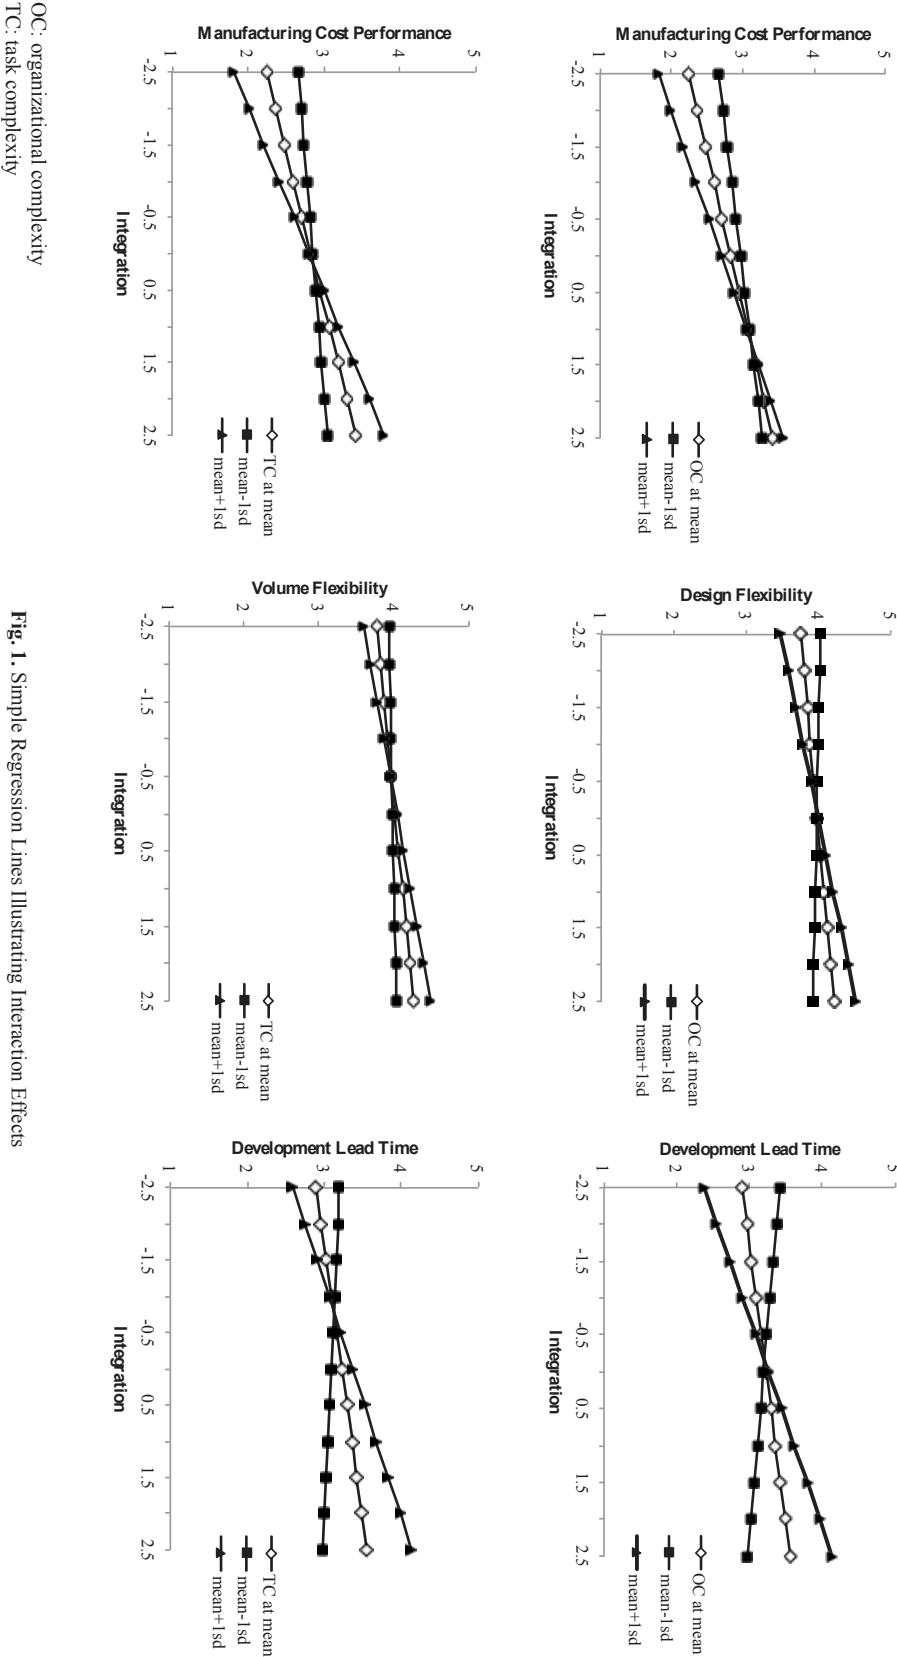 Manufacturing Cost Performance
5
4
3
2
1
-2.5
-1.5
-0.5
0.5
1.5
2.5
Integration
OC at mean
mean-1sd
mean+1sd
Design Flexibility
5
4
3
2
1
-2.5
-1.5
-0.5
0.5
1.5
2.5
Integration
OC at mean
mean-1sd
mean+1sd
Development Lead Time
5
4
3
2
1
-2.5
-1.5
-0.5
0.5
1.5
2.5
Integration
OC at mean
mean-1sd
mean+1sd
Manufacturing Cost Performance
5
4
3
2
1
-2.5
-1.5
-0.5
0.5
1.5
2.5
Integration
TC at mean
mean-1sd
mean+1sd
Volume Flexibility
5
4
3
2
1
-2.5
-1.5
-0.5
0.5
1.5
2.5
Integration
TC at mean
mean-1sd
mean+1sd
Development Lead Time
5
4
3
2
1
-2.5
-1.5
-0.5
0.5
1.5
2.5
Integration
TC at mean
mean-1sd
mean+1sd
OC: organizational complexity
TC: task complexity
Fig. 1. Simple Regression Lines Illustrating Interaction Effects